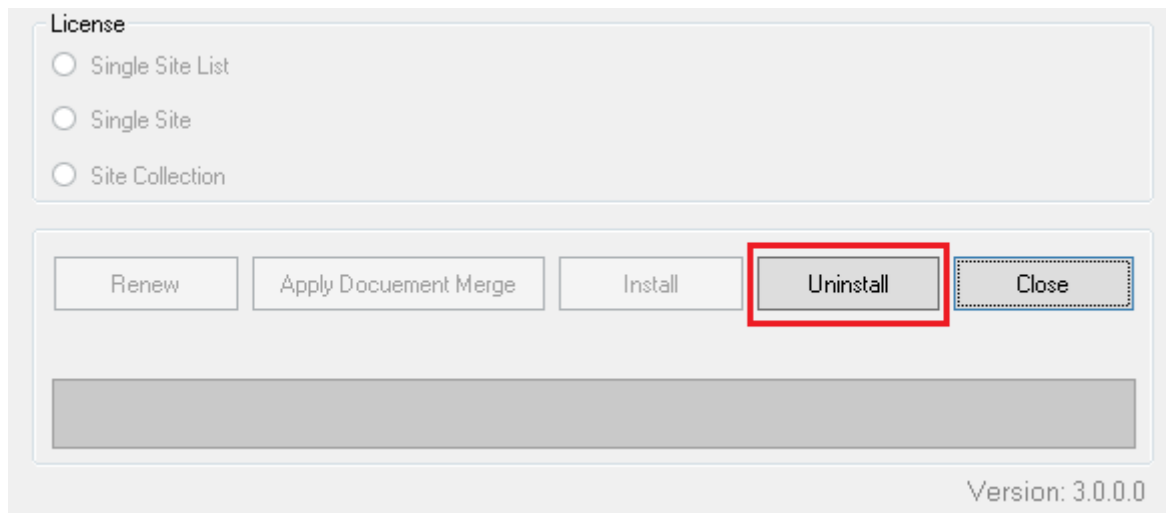 License
Single Site List
Single Site
Site Collection
Renew Apply Docuement Merge Install Uninstall Close
Version: 3.0.0.0